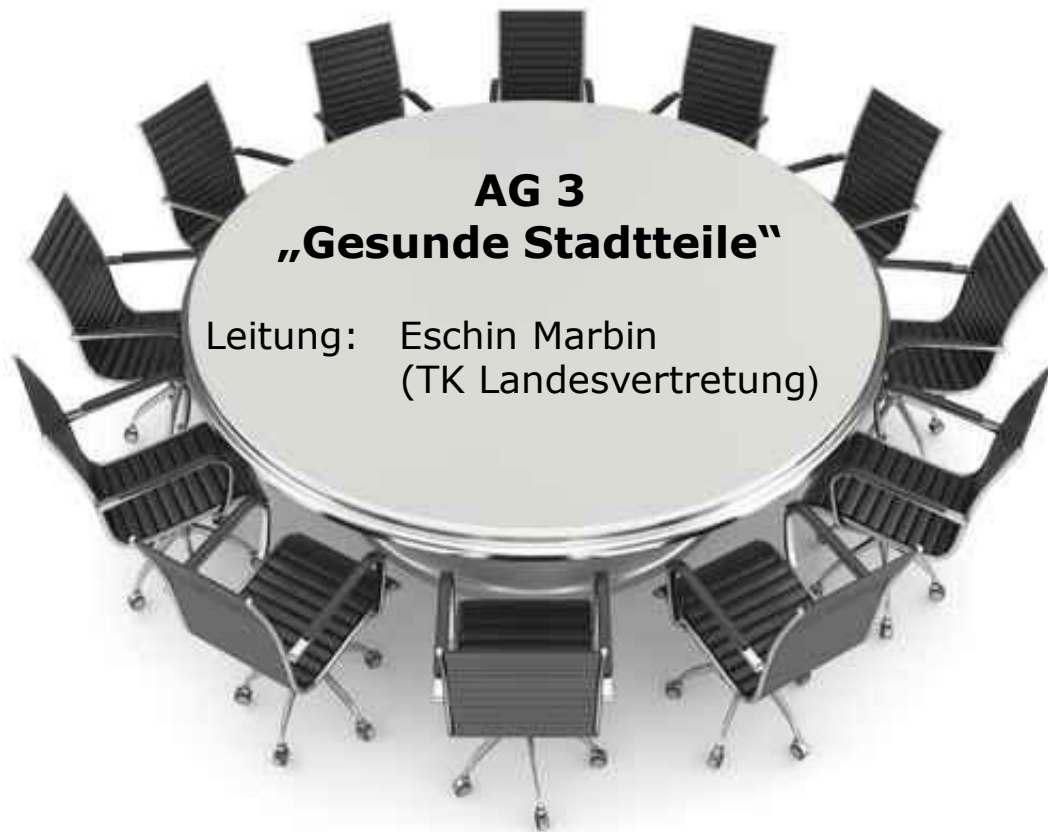 AG 3
„Gesunde Stadtteile“
Leitung: Eschin Marbin
(TK Landesvertretung)